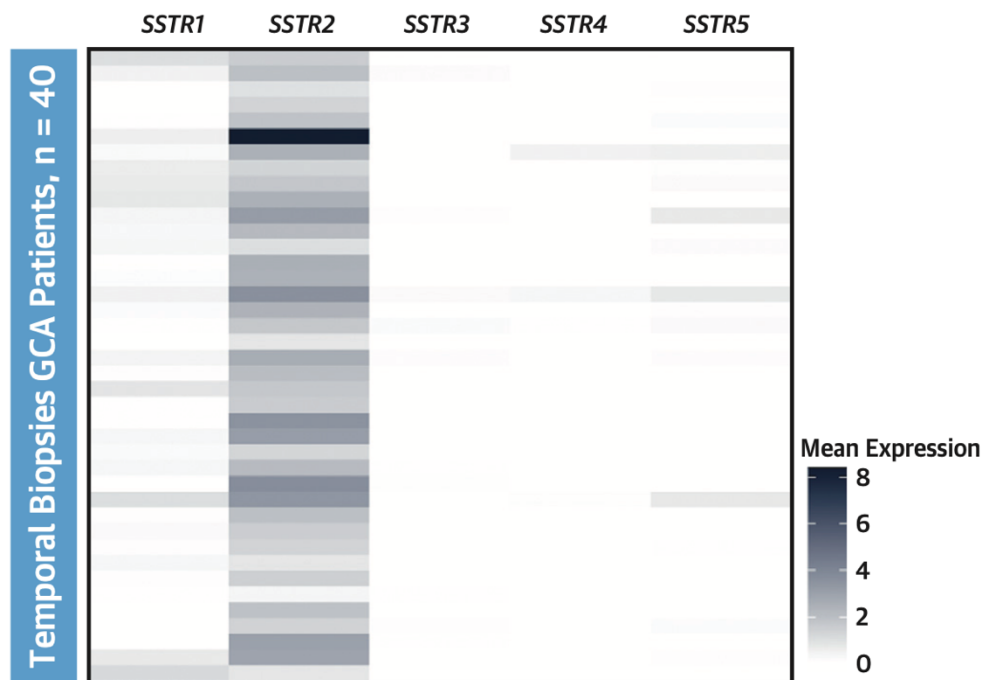 SSTR1 SSTR2 SSTR3 SSTR4 SSTR5
Temporal Biopsies GCA Patients, n = 40
Mean Expression
8
6
4
2
0